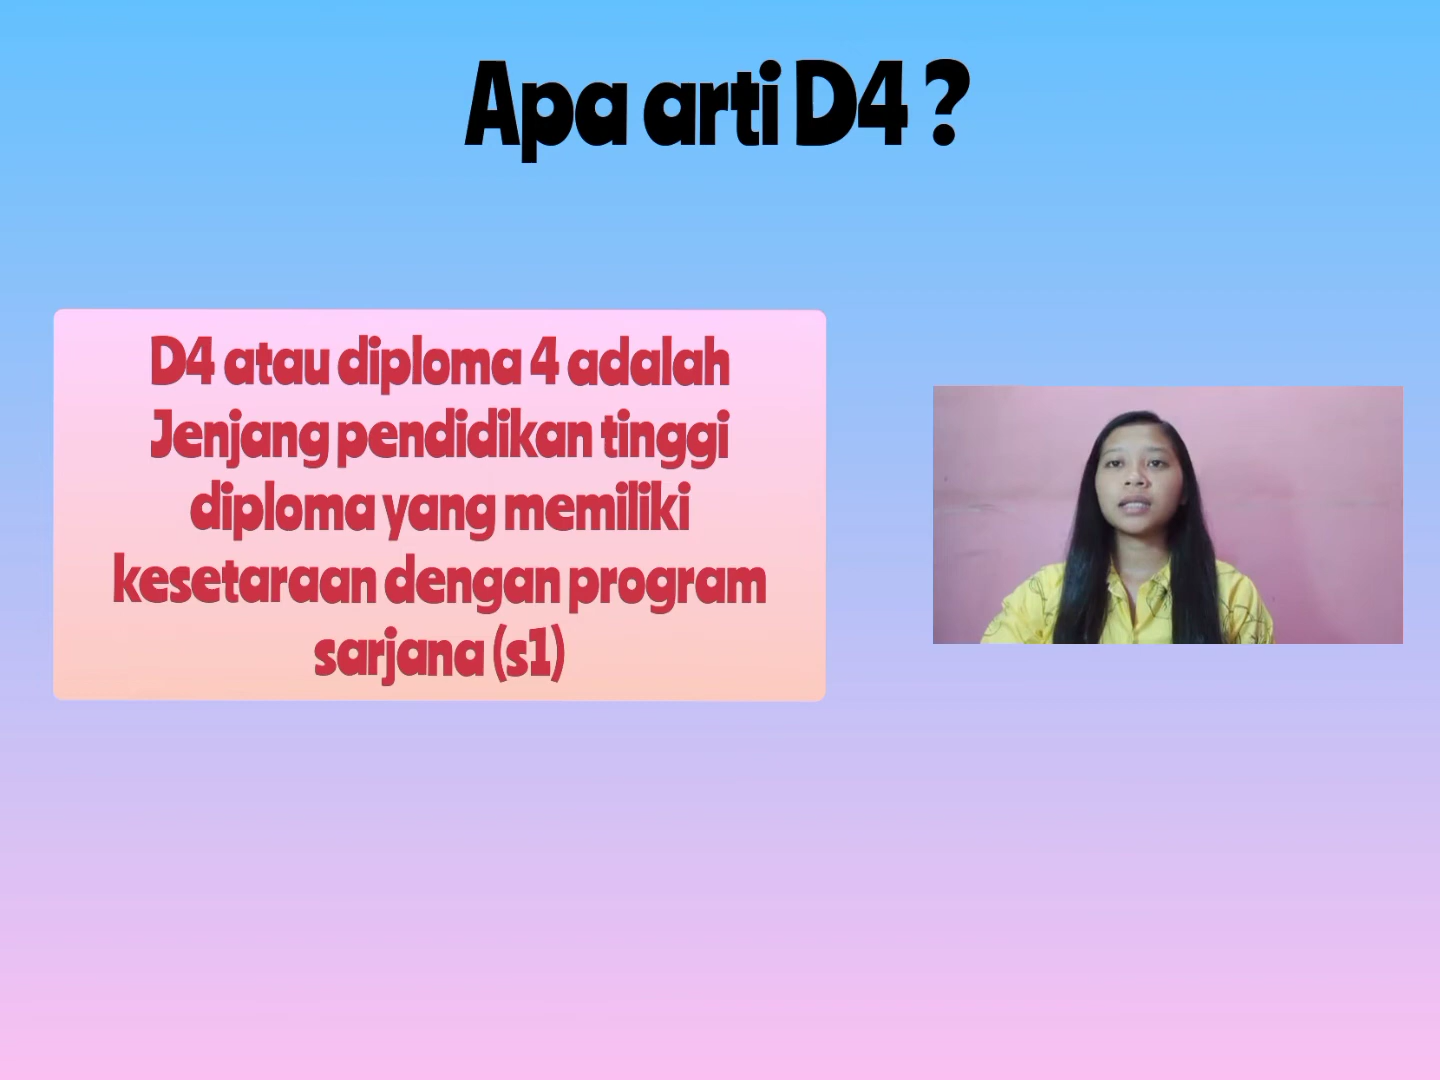 Apa arti D4 ?
D4 atau diploma 4 adalah
Jenjang pendidikan tinggi
diploma yang memiliki
kesetaraan dengan program
sarjana (s1)